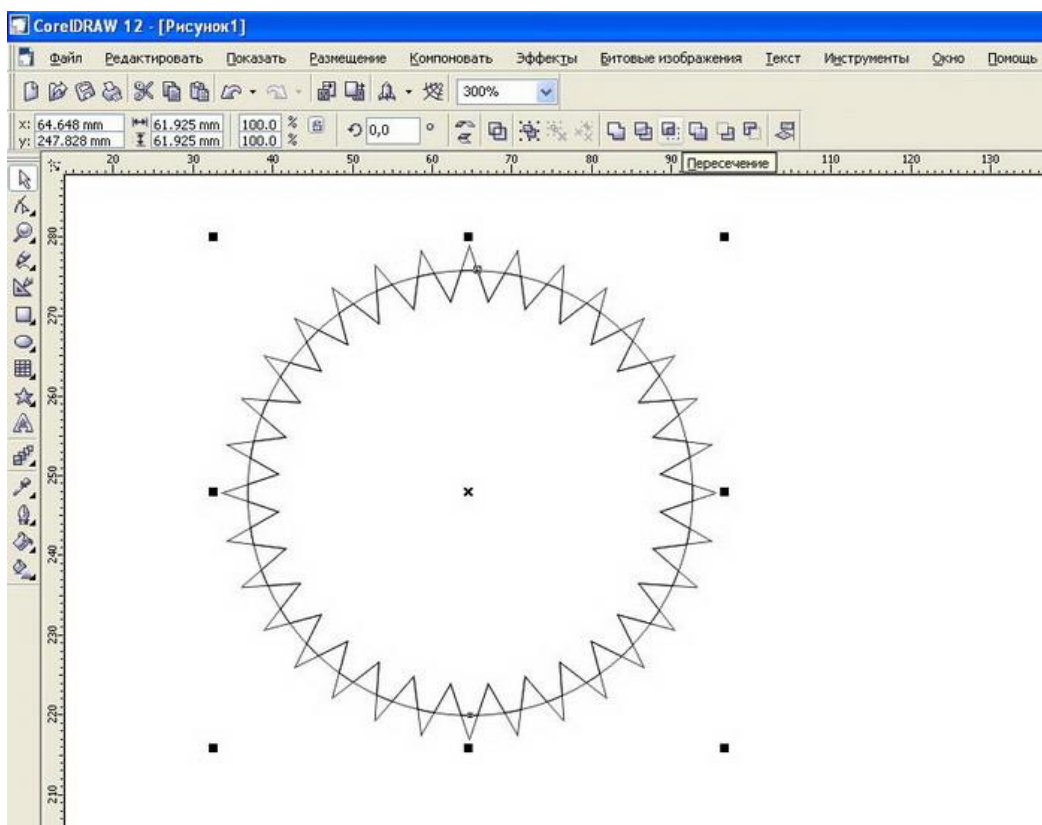 CorelDRAW 12 - [Рисунок1]
Файл Редактировать Показать Размещение Компоновать Эффекты Битовые изображения Текст Инструменты Окно Помощь
300%
x: 64.648 mm 61.925 mm 100.0 % 0,0 °
y: 247.828 mm 61.925 mm 100.0 %
20 30 40 50 60 70 80 90 Пересечение 110 120 130
280
270
260
250
240
230
220
210